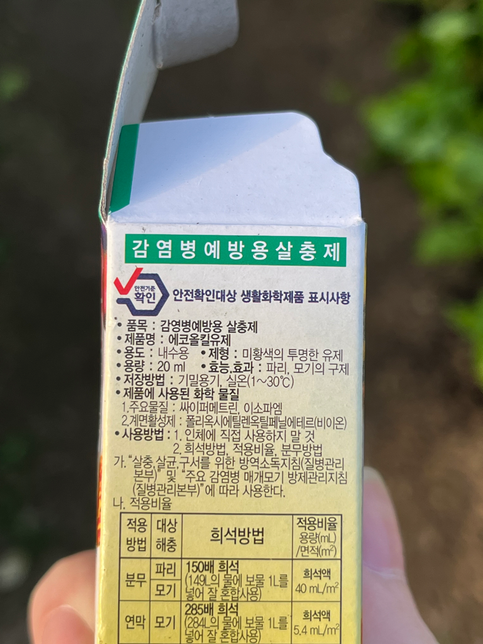 감염병예방용살충제
안전기준
확인
안전확인대상 생활화학제품 표시사항
• 품목 : 감염병예방용 살충제
• 제품명 : 에코올킬유제
• 용도 : 내수용 • 제형 : 미황색의 투명한 유제
• 용량 : 20 ml • 효능.효과 : 파리, 모기의 구제
• 저장방법 : 기밀용기, 실온(1~30℃)
• 제품에 사용된 화학 물질
1.주요물질 : 싸이퍼메트린, 이소파엠
2.계면활성제 : 폴리옥시에틸렌옥틸페닐에테르(비이온)
• 사용방법 : 1. 인체에 직접 사용하지 말 것
2. 희석방법, 적용비율, 분무방법
가. "살충,살균,구서를 위한 방역소독지침(질병관리
본부)" 및 "주요 감염병 매개모기 방제관리지침
(질병관리본부)"에 따라 사용한다.
나. 적용비율
적용 방법 대상 해충 희석방법 적용비율 용량(mL) /면적(m²)
분무 파리 모기 150배 희석 (149L의 물에 보물 1L를 넣어 잘 혼합사용) 희석액 40 mL/m²
연막 모기 285배 희석 (284L의 물에 보물 1L를 넣어 잘 혼합사용) 희석액 5.4 mL/m²